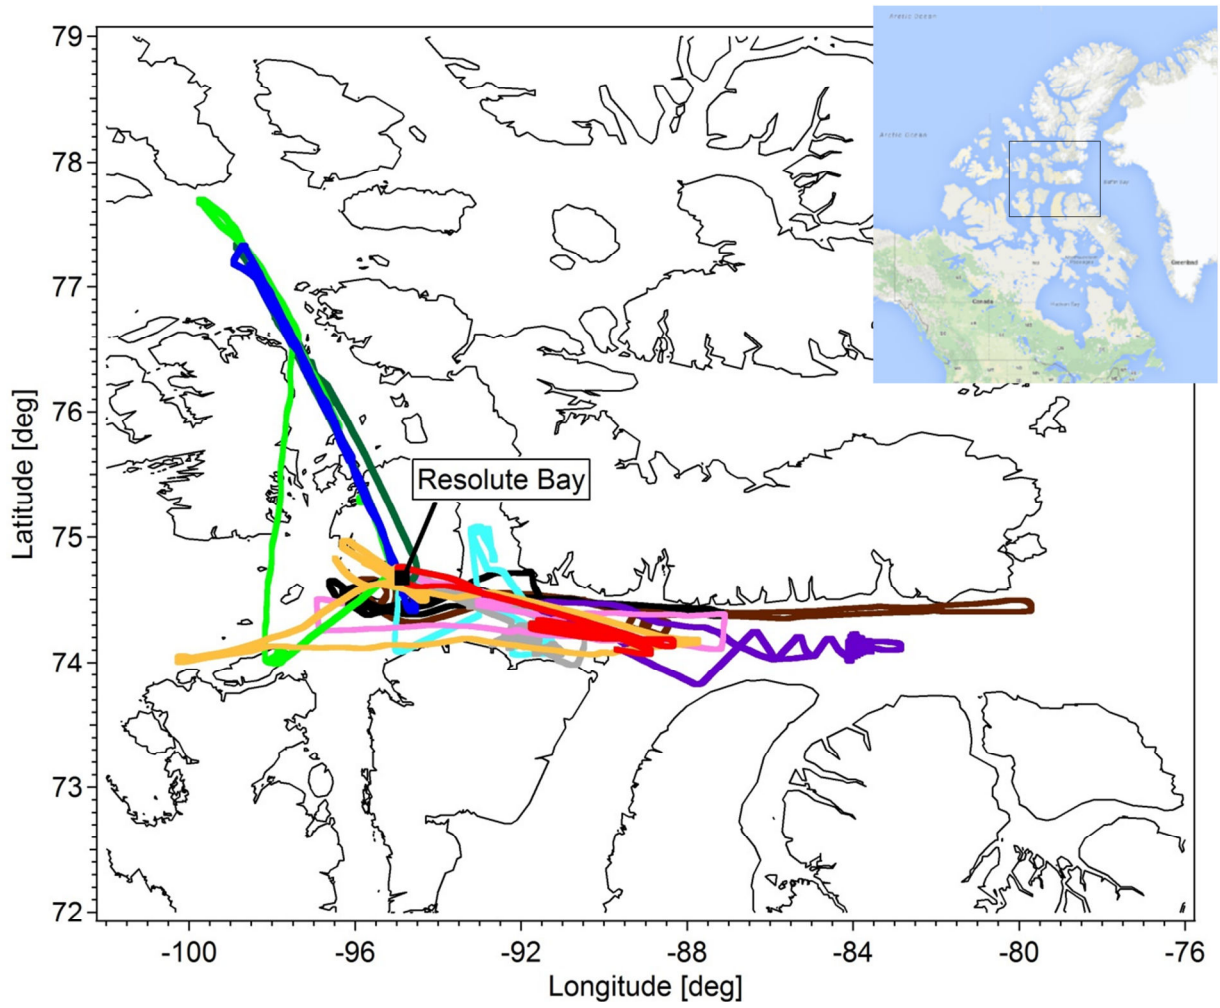 79
78
77
76
75
74
73
72
Latitude [deg]
Resolute Bay
-100
-96
-92
-88
-84
-80
-76
Longitude [deg]
Arctic Ocean
Arctic Ocean
Baffin Bay
Hudson Bay
Canada
Greenland